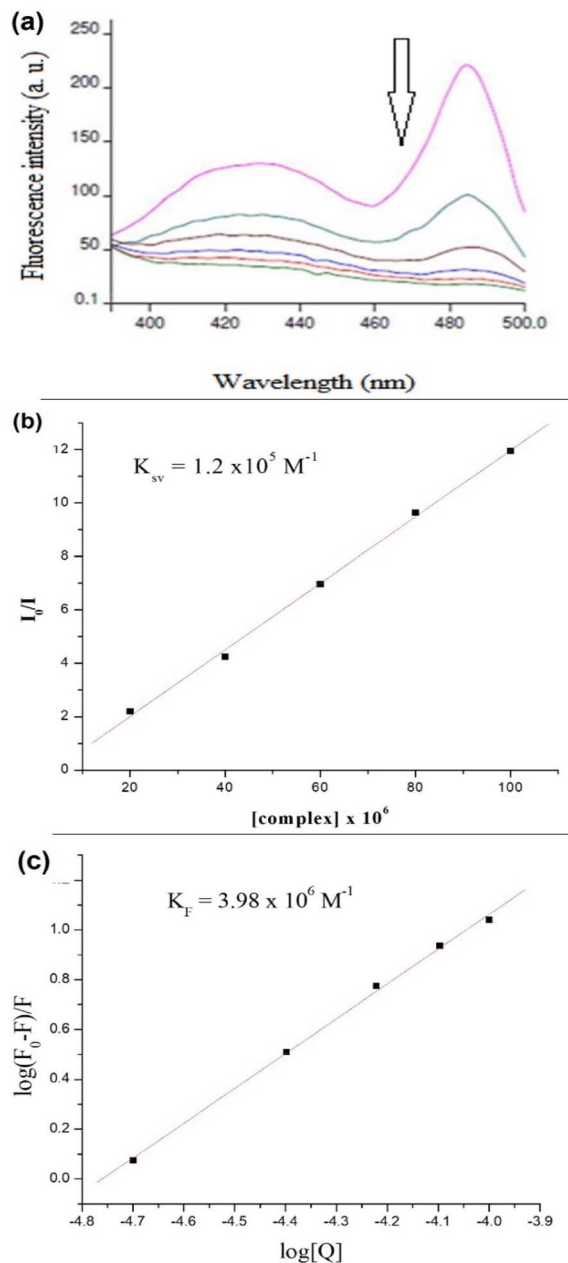 (a)
250
200
150
100
50
0.1
Fluorescence intensity (a. u.)
400 420 440 460 480 500.0
Wavelength (nm)
(b)
K_sv = 1.2 x10^5 M^-1
12
10
8
6
4
2
0
I_0/I
20 40 60 80 100
[complex] x 10^6
(c)
K_F = 3.98 x 10^6 M^-1
1.0
0.8
0.6
0.4
0.2
0.0
log(F_0-F)/F
-4.8 -4.7 -4.6 -4.5 -4.4 -4.3 -4.2 -4.1 -4.0 -3.9
log[Q]